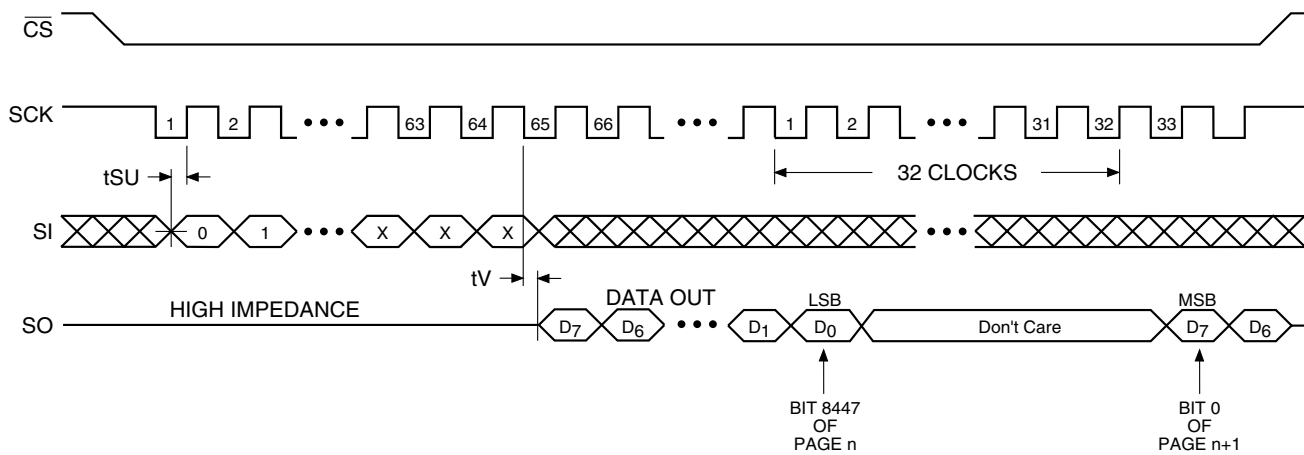 CS
SCK
1 2 63 64 65 66 1 2 31 32 33
tSU
32 CLOCKS
SI
0 1 X X X
tV
HIGH IMPEDANCE
DATA OUT
LSB
MSB
SO
D7 D6 D1 D0 Don't Care D7 D6
BIT 8447
OF
PAGE n
BIT 0
OF
PAGE n+1